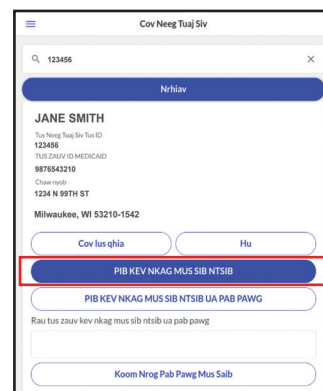 Cov Neeg Tuaj Siv
123456
Nrhiav
JANE SMITH
Tus Neeg Tuaj Siv Tus ID
123456
TUS ZAUV ID MEDICAID
9876543210
Chaw nyob
1234 N 99TH ST
Milwaukee, WI 53210-1542
Cov lus qhia
Hu
PIB KEV NKAG MUS SIB NTSIB
PIB KEV NKAG MUS SIB NTSIB UA PAB PAWG
Rau tus zauv kev nkag mus sib ntsib ua pab pawg
Koom Nrog Pab Pawg Mus Saib